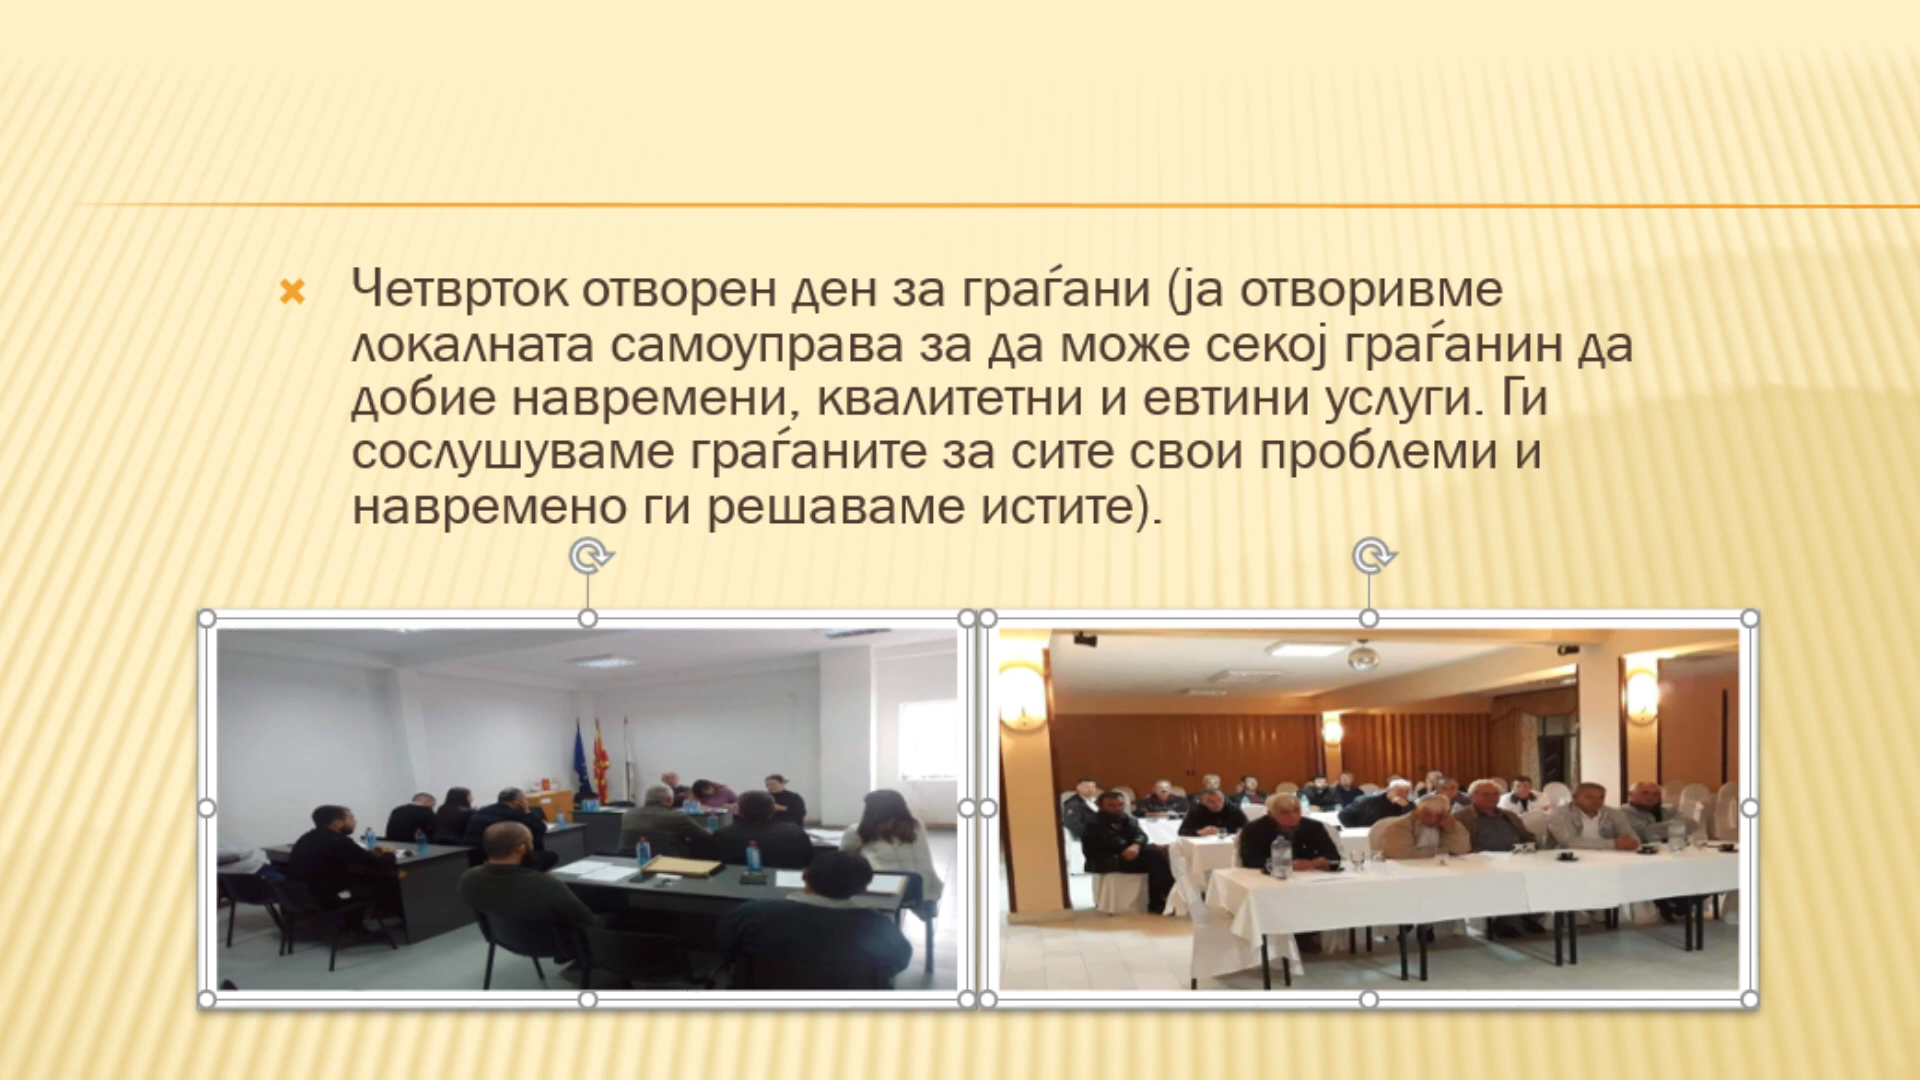 Четврток отворен ден за граѓани (ја отворивме
локалната самоуправа за да може секој граѓанин да
добие навремени, квалитетни и евтини услуги. Ги
сослушуваме граѓаните за сите свои проблеми и
навремено ги решаваме истите).